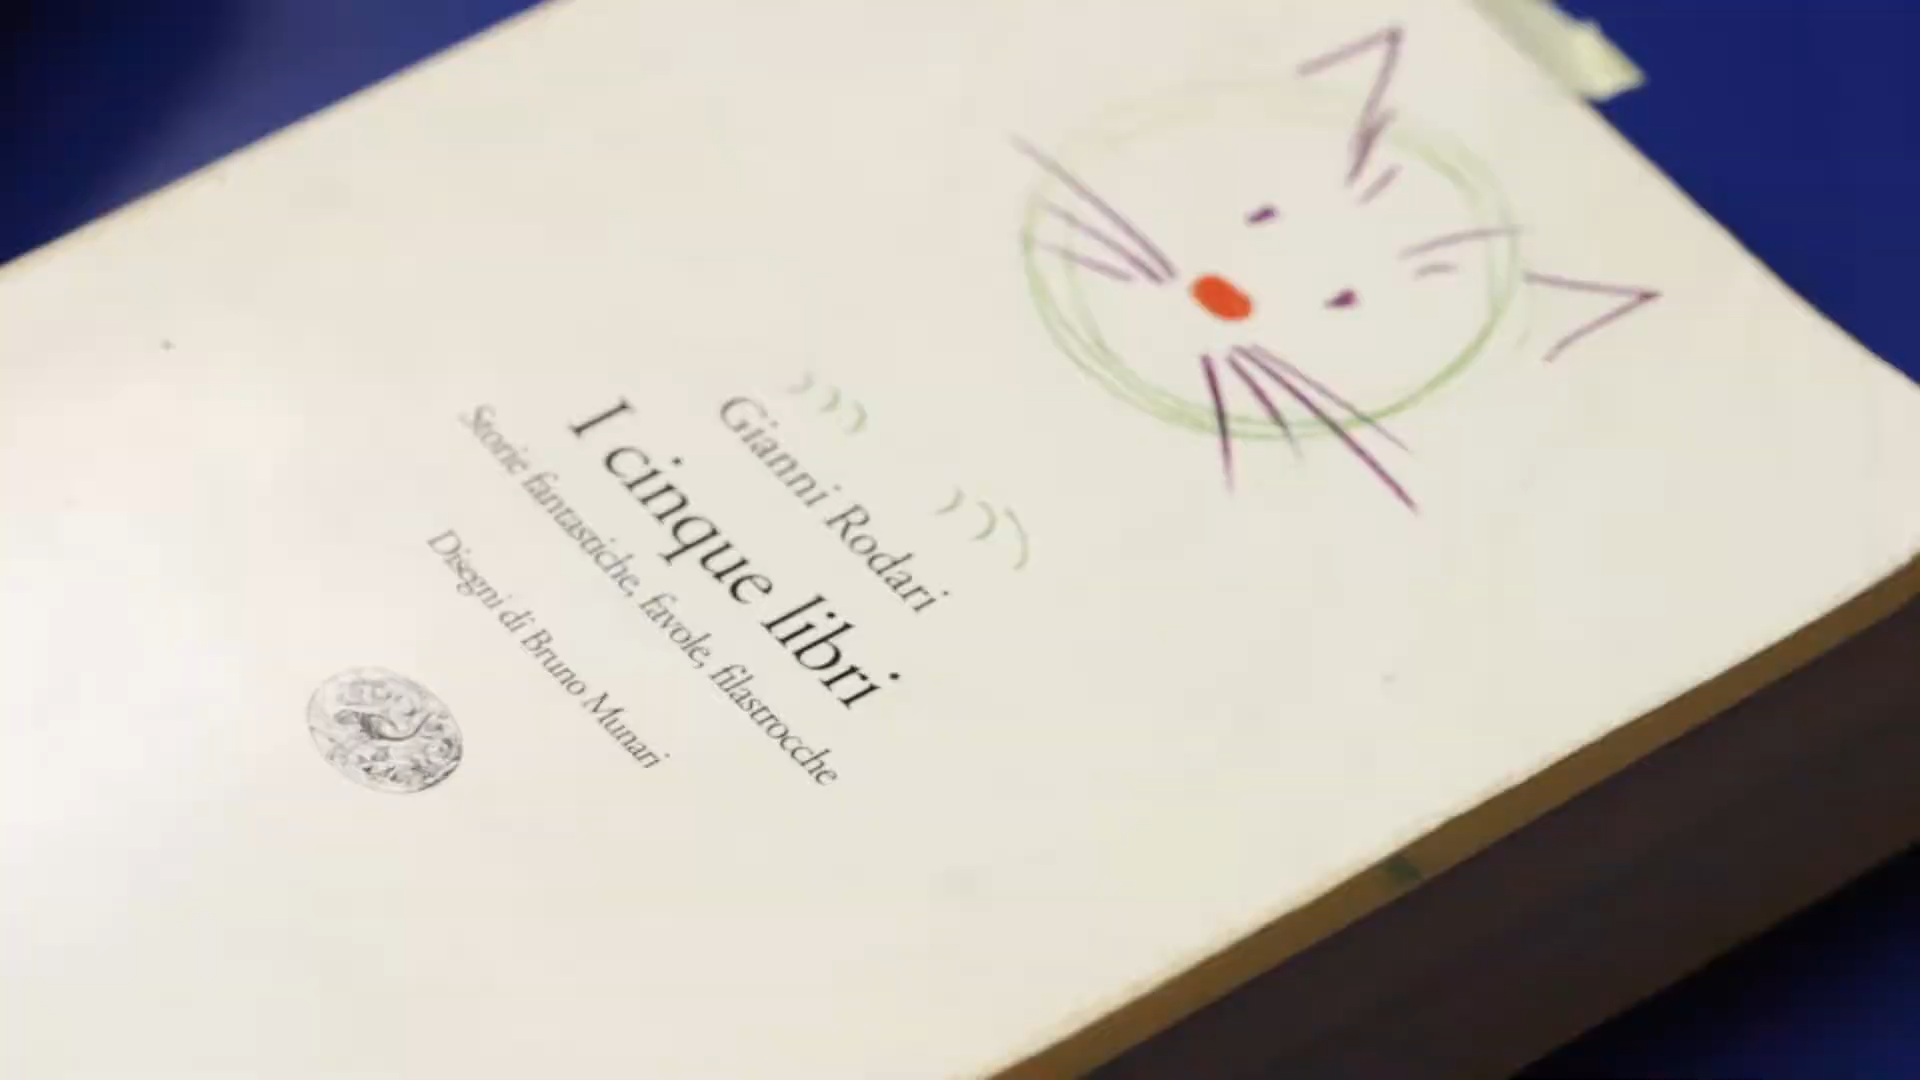 Gianni Rodari
I cinque libri
Storie fantastiche, favole, filastrocche
Disegni di Bruno Munari